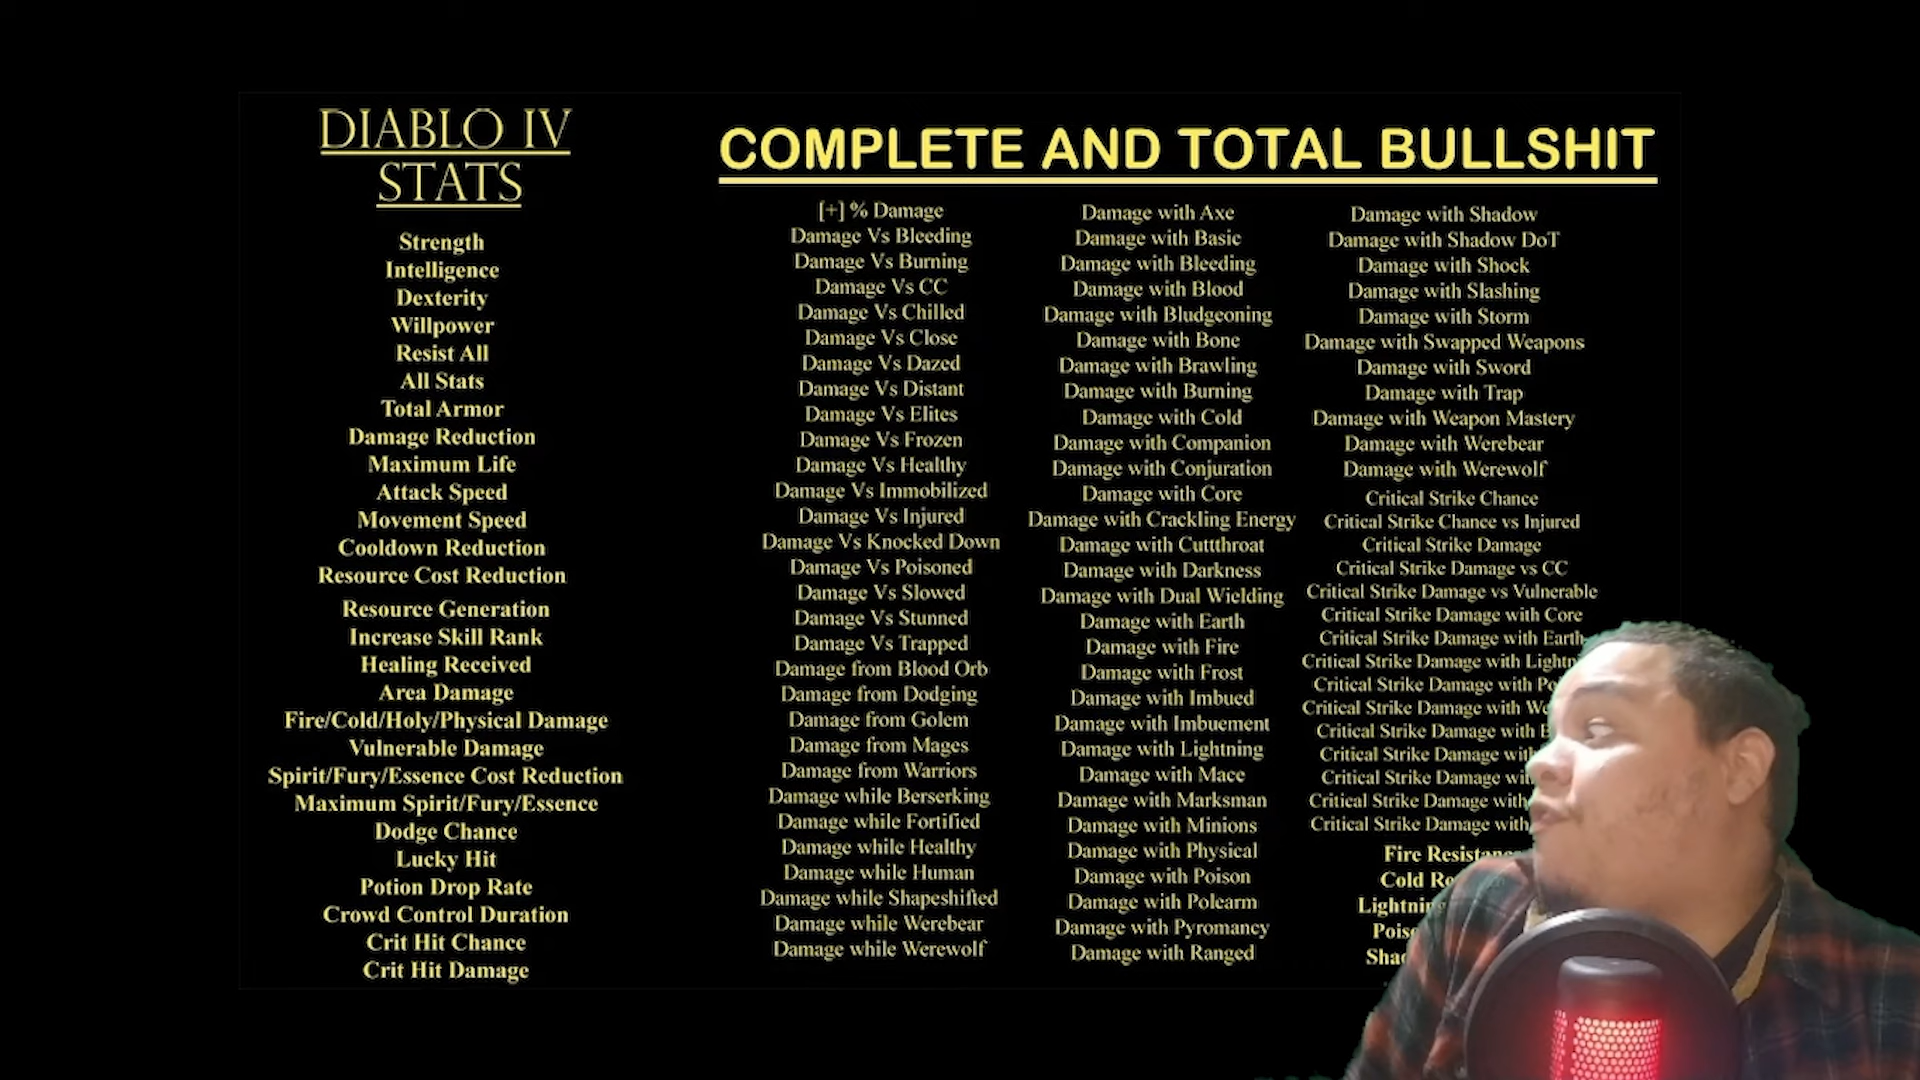 DIABLO IV
STATS
Strength
Intelligence
Dexterity
Willpower
Resist All
All Stats
Total Armor
Damage Reduction
Maximum Life
Attack Speed
Movement Speed
Cooldown Reduction
Resource Cost Reduction
Resource Generation
Increase Skill Rank
Healing Received
Area Damage
Fire/Cold/Holy/Physical Damage
Vulnerable Damage
Spirit/Fury/Essence Cost Reduction
Maximum Spirit/Fury/Essence
Dodge Chance
Lucky Hit
Potion Drop Rate
Crowd Control Duration
Crit Hit Chance
Crit Hit Damage
COMPLETE AND TOTAL BULLSHIT
[+] % Damage
Damage Vs Bleeding
Damage Vs Burning
Damage Vs CC
Damage Vs Chilled
Damage Vs Close
Damage Vs Dazed
Damage Vs Distant
Damage Vs Elites
Damage Vs Frozen
Damage Vs Healthy
Damage Vs Immobilized
Damage Vs Injured
Damage Vs Knocked Down
Damage Vs Poisoned
Damage Vs Slowed
Damage Vs Stunned
Damage Vs Trapped
Damage from Blood Orb
Damage from Dodging
Damage from Golem
Damage from Mages
Damage from Warriors
Damage while Berserking
Damage while Fortified
Damage while Healthy
Damage while Human
Damage while Shapeshifted
Damage while Werebear
Damage while Werewolf
Damage with Axe
Damage with Basic
Damage with Bleeding
Damage with Blood
Damage with Bludgeoning
Damage with Bone
Damage with Brawling
Damage with Burning
Damage with Cold
Damage with Companion
Damage with Conjuration
Damage with Core
Damage with Crackling Energy
Damage with Cuttthroat
Damage with Darkness
Damage with Dual Wielding
Damage with Earth
Damage with Fire
Damage with Frost
Damage with Imbued
Damage with Imbuement
Damage with Lightning
Damage with Mace
Damage with Marksman
Damage with Minions
Damage with Physical
Damage with Poison
Damage with Polearm
Damage with Pyromancy
Damage with Ranged
Damage with Shadow
Damage with Shadow DoT
Damage with Shock
Damage with Slashing
Damage with Storm
Damage with Swapped Weapons
Damage with Sword
Damage with Trap
Damage with Weapon Mastery
Damage with Werebear
Damage with Werewolf
Critical Strike Chance
Critical Strike Chance vs Injured
Critical Strike Damage
Critical Strike Damage vs CC
Critical Strike Damage vs Vulnerable
Critical Strike Damage with Core
Critical Strike Damage with Earth
Critical Strike Damage with
Critical Strike Damage with
Critical Strike Damage with
Critical Strike Damage with
Critical Strike Damage with
Critical Strike Damage
Critical Strike Damage with
Critical Strike Damage with
Fire
Cold